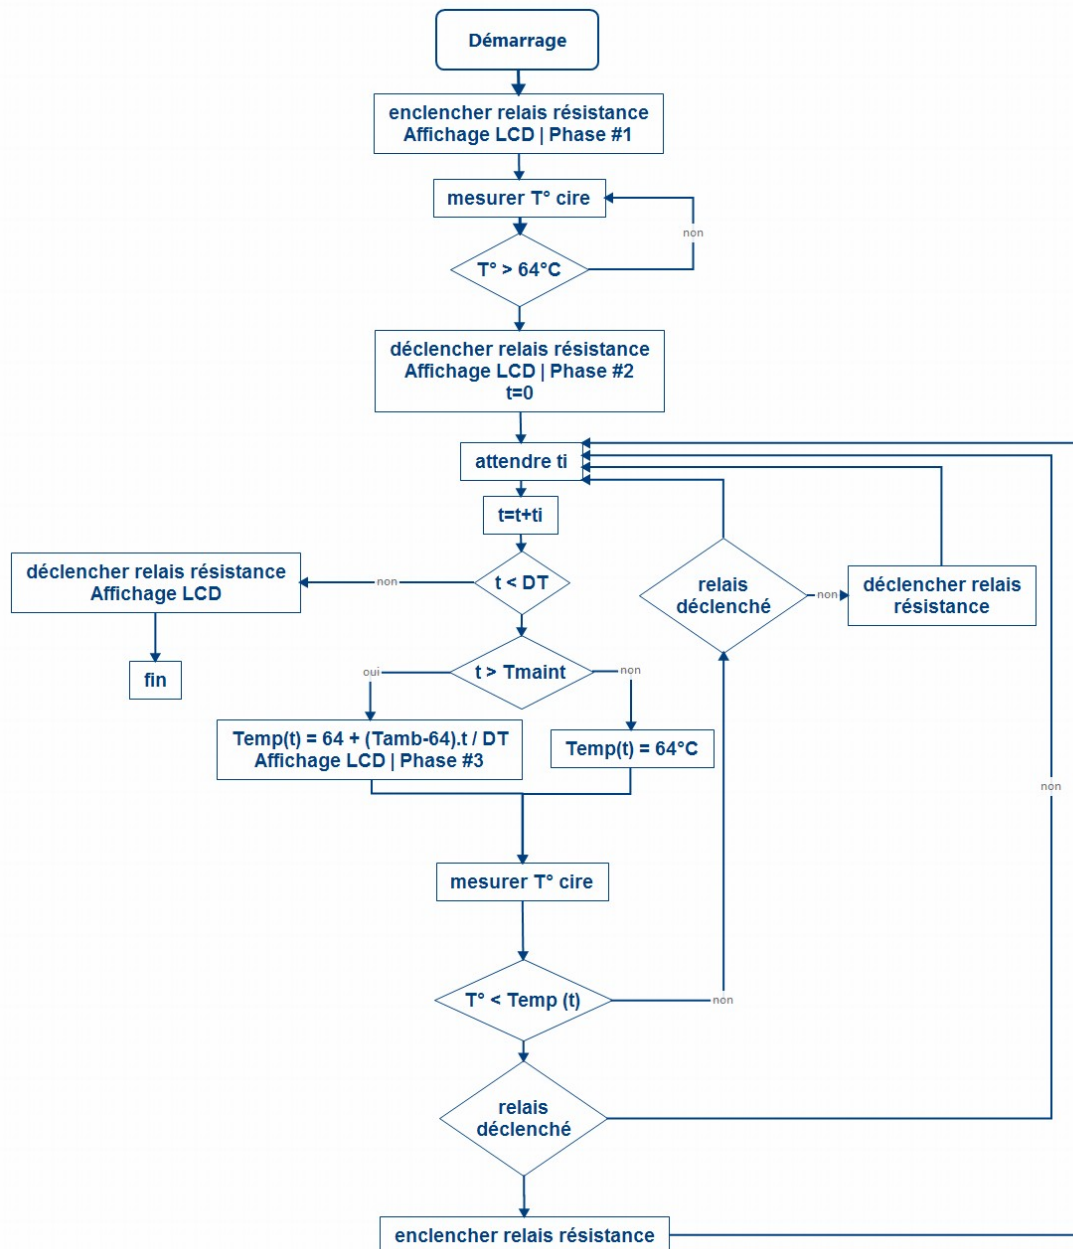 Démarrage
enclencher relais résistance
Affichage LCD | Phase #1
mesurer T° cire
non
T° > 64°C
déclencher relais résistance
Affichage LCD | Phase #2
t=0
attendre ti
t=t+ti
t < DT
non
déclencher relais résistance
Affichage LCD
fin
relais
déclenché
non
déclencher relais
résistance
t > Tmaint
oui
non
Temp(t) = 64 + (Tamb-64).t / DT
Affichage LCD | Phase #3
Temp(t) = 64°C
non
mesurer T° cire
T° < Temp (t)
non
relais
déclenché
enclencher relais résistance